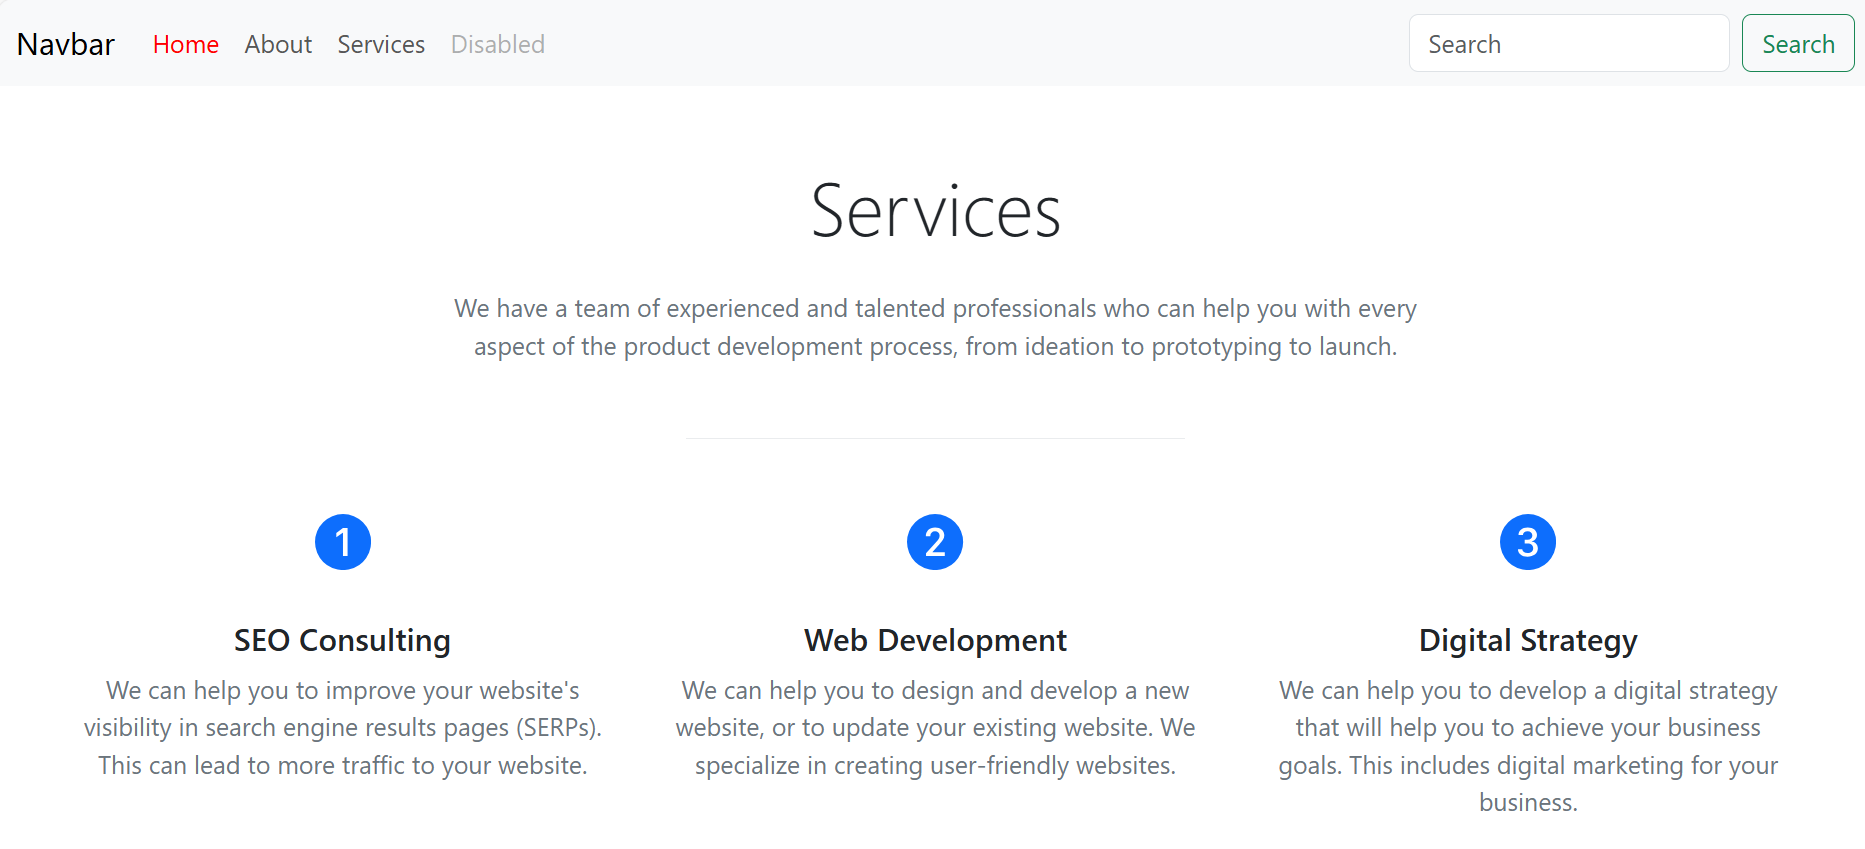 Navbar Home About Services Disabled Search Search
Services
We have a team of experienced and talented professionals who can help you with every
aspect of the product development process, from ideation to prototyping to launch.
1
SEO Consulting
We can help you to improve your website's
visibility in search engine results pages (SERPs).
This can lead to more traffic to your website.
2
Web Development
We can help you to design and develop a new
website, or to update your existing website. We
specialize in creating user-friendly websites.
3
Digital Strategy
We can help you to develop a digital strategy
that will help you to achieve your business
goals. This includes digital marketing for your
business.